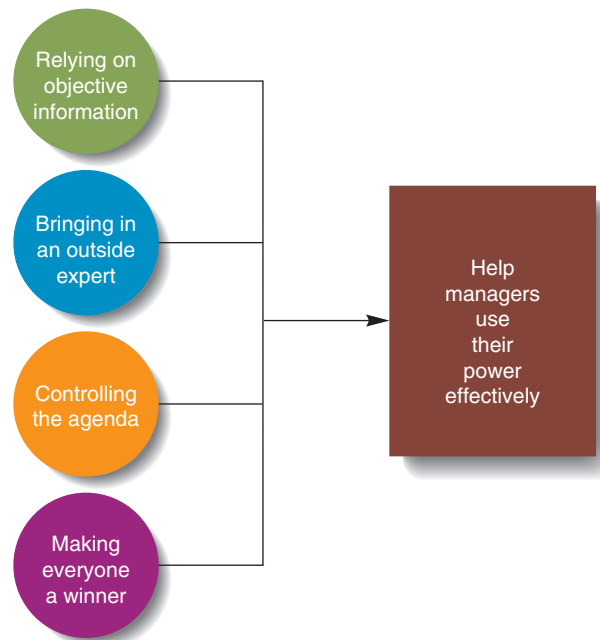 Relying on
objective
information
Bringing in
an outside
expert
Controlling
the agenda
Making
everyone
a winner
Help
managers
use
their
power
effectively